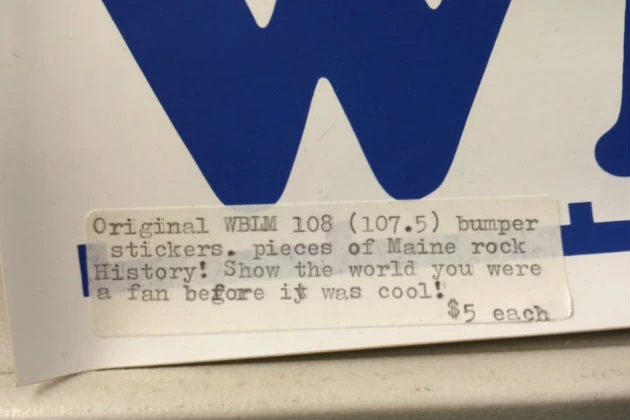 W
Original WBLM 108 (107.5) bumper
stickers. pieces of Maine rock
History! Show the world you were
a fan before it was cool!
$5 each